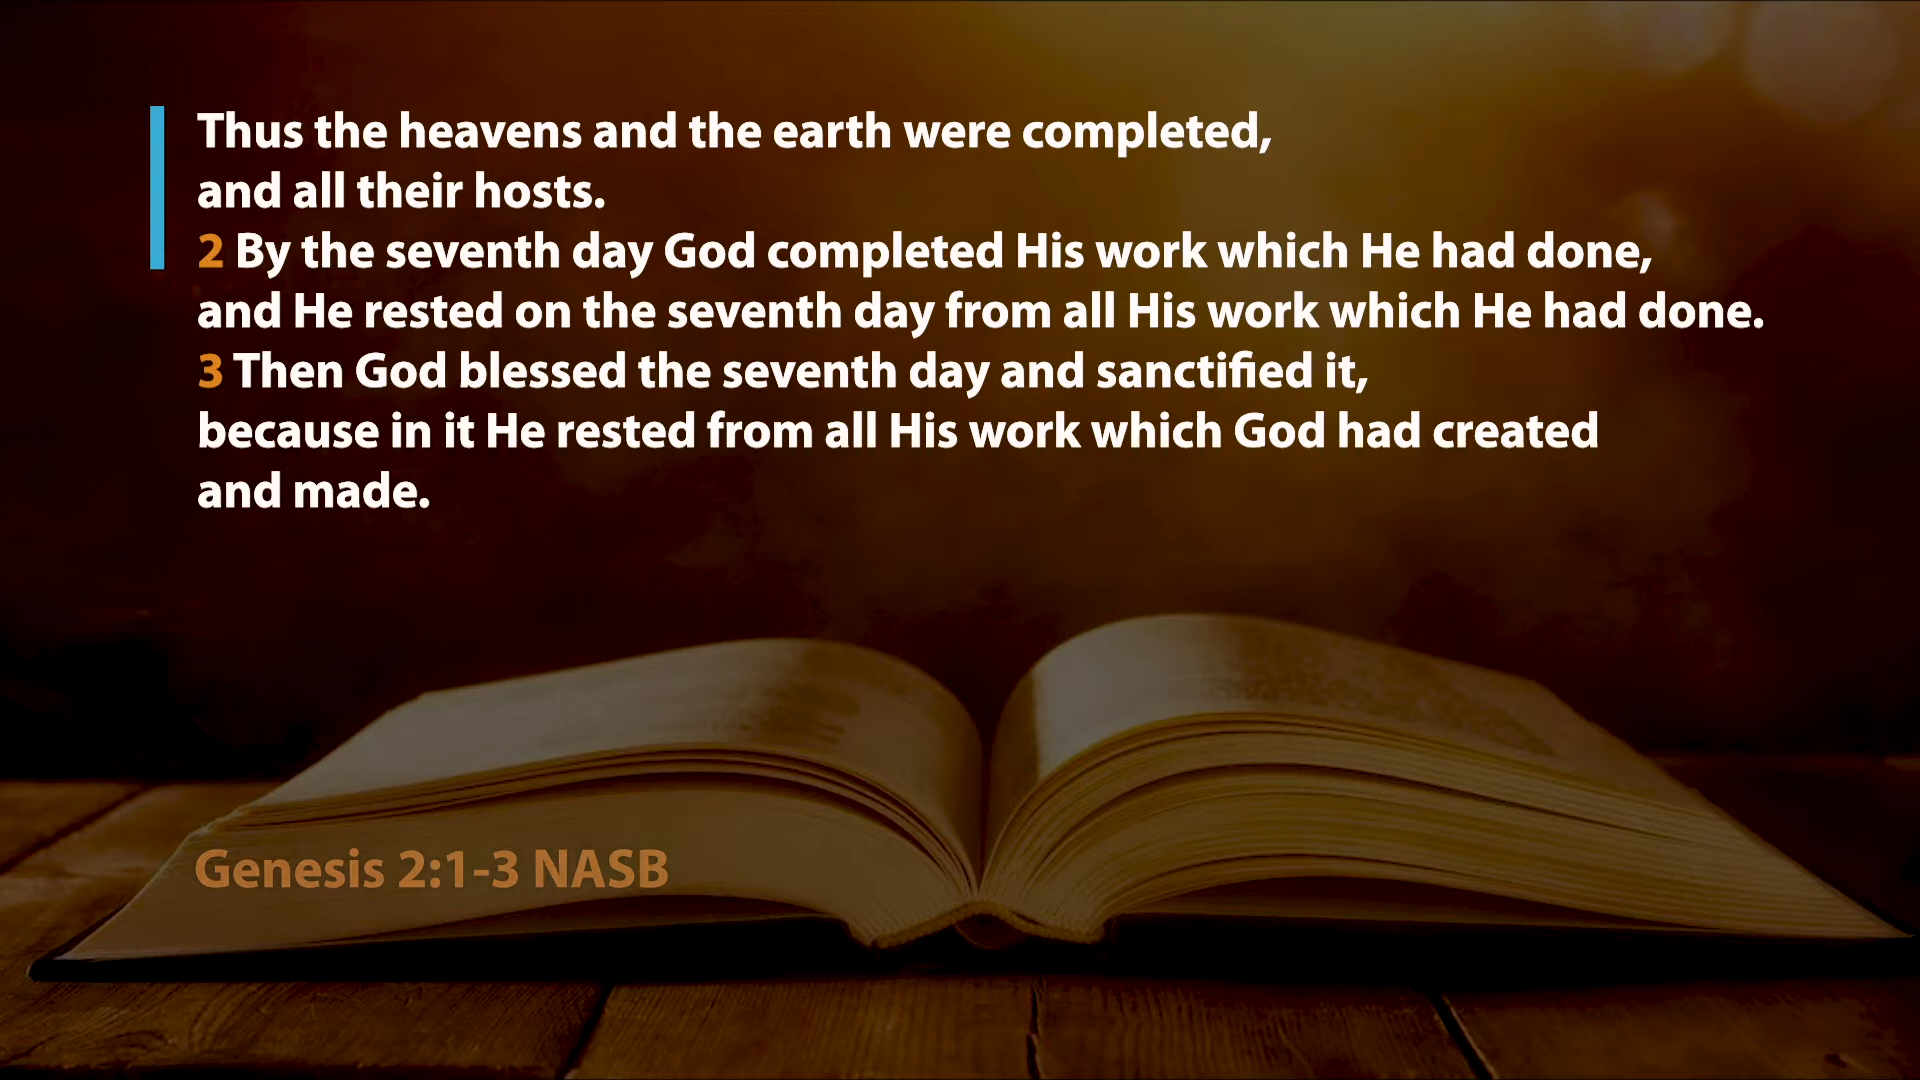 Thus the heavens and the earth were completed,
and all their hosts.
2 By the seventh day God completed His work which He had done,
and He rested on the seventh day from all His work which He had done.
3 Then God blessed the seventh day and sanctified it,
because in it He rested from all His work which God had created
and made.
Genesis 2:1-3 NASB